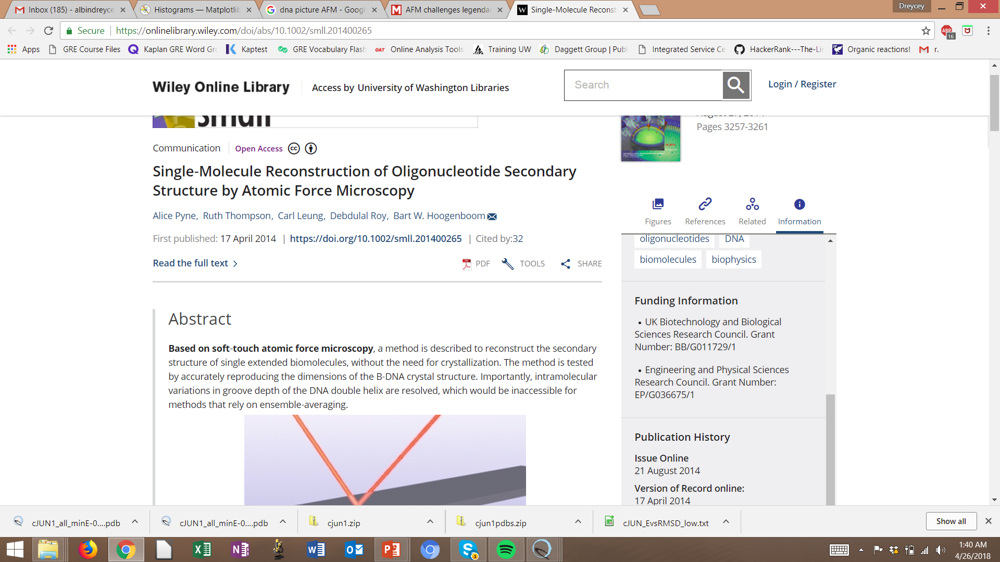 Inbox (185) - albindreyce
Histograms — Matplotlib
dna picture AFM - Googl
AFM challenges legenda
Single-Molecule Reconst
Dreycey
Secure
https://onlinelibrary.wiley.com/doi/abs/10.1002/smll.201400265
ABP
16
Apps
GRE Course Files
Kaplan GRE Word Gro
Kaptest
GRE Vocabulary Flash
OAT
Online Analysis Tools
Training UW
Daggett Group | Publ
Integrated Service Ce
HackerRank---The-Li
Organic reactions!
r.
Wiley Online Library
Access by University of Washington Libraries
Search
Login / Register
small
Pages 3257-3261
Communication
Open Access
cc
Single-Molecule Reconstruction of Oligonucleotide Secondary
Structure by Atomic Force Microscopy
Alice Pyne, Ruth Thompson, Carl Leung, Debdulal Roy, Bart W. Hoogenboom
First published: 17 April 2014 | https://doi.org/10.1002/smll.201400265 | Cited by:32
Read the full text
PDF
TOOLS
SHARE
Abstract
Based on soft-touch atomic force microscopy, a method is described to reconstruct the secondary
structure of single extended biomolecules, without the need for crystallization. The method is tested
by accurately reproducing the dimensions of the B-DNA crystal structure. Importantly, intramolecular
variations in groove depth of the DNA double helix are resolved, which would be inaccessible for
methods that rely on ensemble-averaging.
Figures
References
Related
Information
oligonucleotides
DNA
biomolecules
biophysics
Funding Information
• UK Biotechnology and Biological
Sciences Research Council. Grant
Number: BB/G011729/1
• Engineering and Physical Sciences
Research Council. Grant Number:
EP/G036675/1
Publication History
Issue Online
21 August 2014
Version of Record online:
17 April 2014
cJUN1_all_minE-0....pdb
cJUN1_all_minE-0....pdb
cjun1.zip
cjun1pdbs.zip
cJUN_EvsRMSD_low.txt
Show all
1:40 AM
4/26/2018